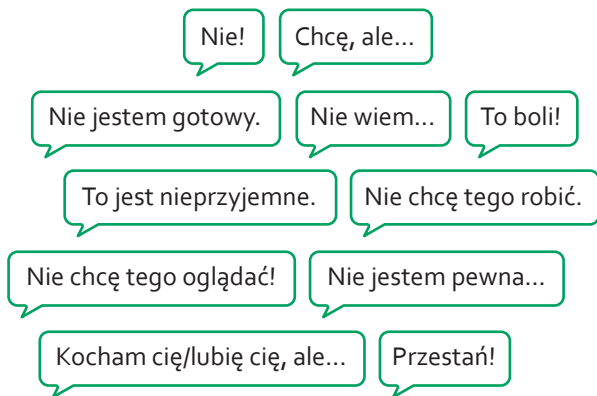 Nie!
Chcę, ale...
Nie jestem gotowy.
Nie wiem...
To boli!
To jest nieprzyjemne.
Nie chcę tego robić.
Nie chcę tego oglądać!
Nie jestem pewna...
Kocham cię/lubię cię, ale...
Przestań!